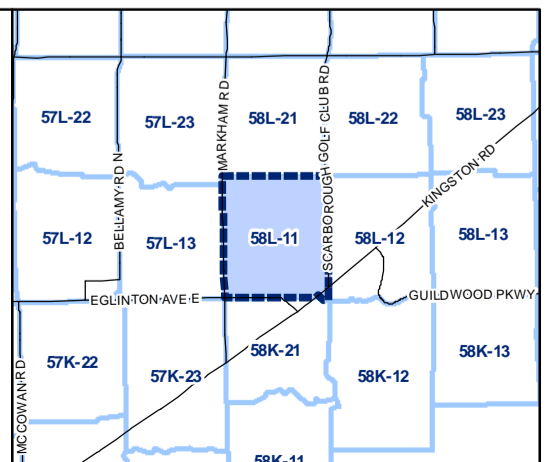 MARKHAM RD
SCARBOROUGH GOLF CLUB RD
57L-22
57L-23
58L-21
58L-22
58L-23
BELLAMY RD N
KINGSTON RD
57L-12
57L-13
58L-11
58L-12
58L-13
EGLINTON AVE E
GUILDWOOD PKWY
MCCOWAN RD
57K-22
57K-23
58K-21
58K-12
58K-13
58K-11